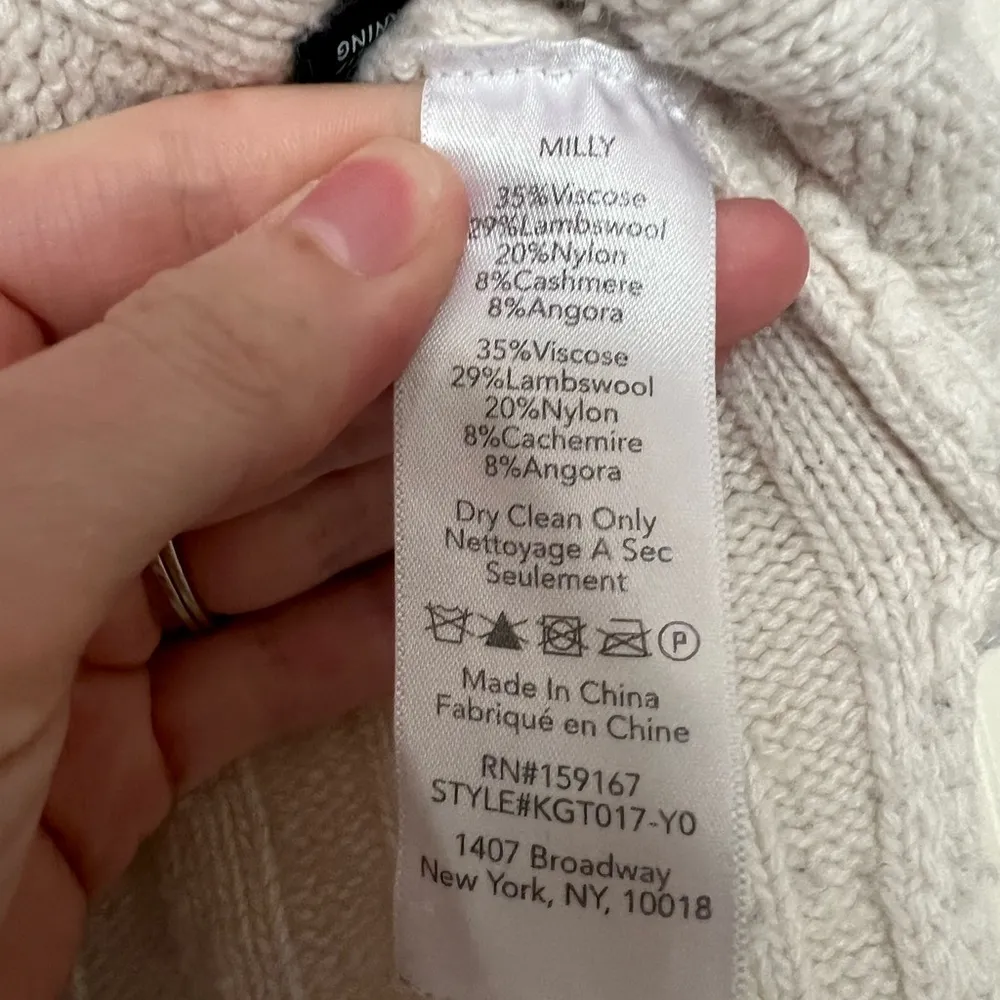 MILLY
35%Viscose
29%Lambswool
20%Nylon
8%Cashmere
8%Angora
35%Viscose
29%Lambswool
20%Nylon
8%Cachemire
8%Angora
Dry Clean Only
Nettoyage A Sec
Seulement
P
Made In China
Fabriqué en Chine
RN#159167
STYLE#KGT017-Y0
1407 Broadway
New York, NY, 10018